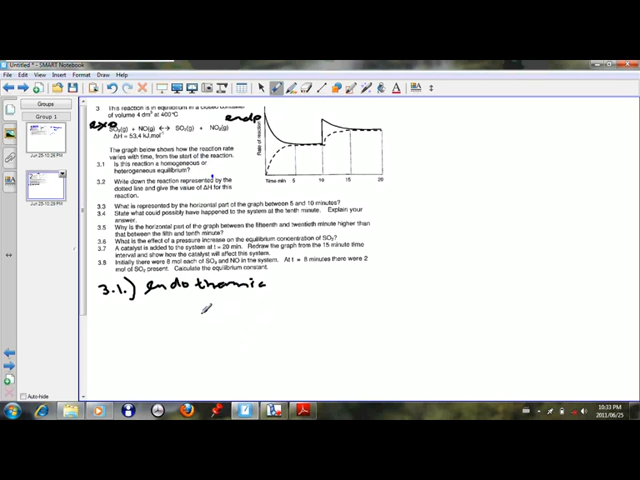 Untitled * - SMART Notebook
File Edit View Insert Format Draw Help
Groups
Group 1
Jun 25-10:28 PM
Jun 25-10:28 PM
3 This reaction is in equilibrium in a closed container
of volume 4 dm³ at 400°C
exo
endo
SO₃(g) + NO(g) ⟷ SO₂(g) + NO₂(g)
ΔH = 53,4 kJ.mol⁻¹
The graph below shows how the reaction rate
varies with time, from the start of the reaction.
3.1 Is this reaction a homogeneous or
heterogeneous equilibrium?
3.2 Write down the reaction represented by the
dotted line and give the value of ΔH for this
reaction.
Rate of reaction
Time min 5 10 15 20
3.3 What is represented by the horizontal part of the graph between 5 and 10 minutes?
3.4 State what could possibly have happened to the system at the tenth minute. Explain your
answer.
3.5 Why is the horizontal part of the graph between the fifteenth and twentieth minute higher than
that between the fifth and tenth minute?
3.6 What is the effect of a pressure increase on the equilibrium concentration of SO₃?
3.7 A catalyst is added to the system at t = 20 min. Redraw the graph from the 15 minute time
interval and show how the catalyst will affect this system.
3.8 Initially there were 8 mol each of SO₃ and NO in the system. At t = 8 minutes there were 2
mol of SO₃ present. Calculate the equilibrium constant.
3.1.) endothermic
Auto-hide
10:33 PM
2011/06/25